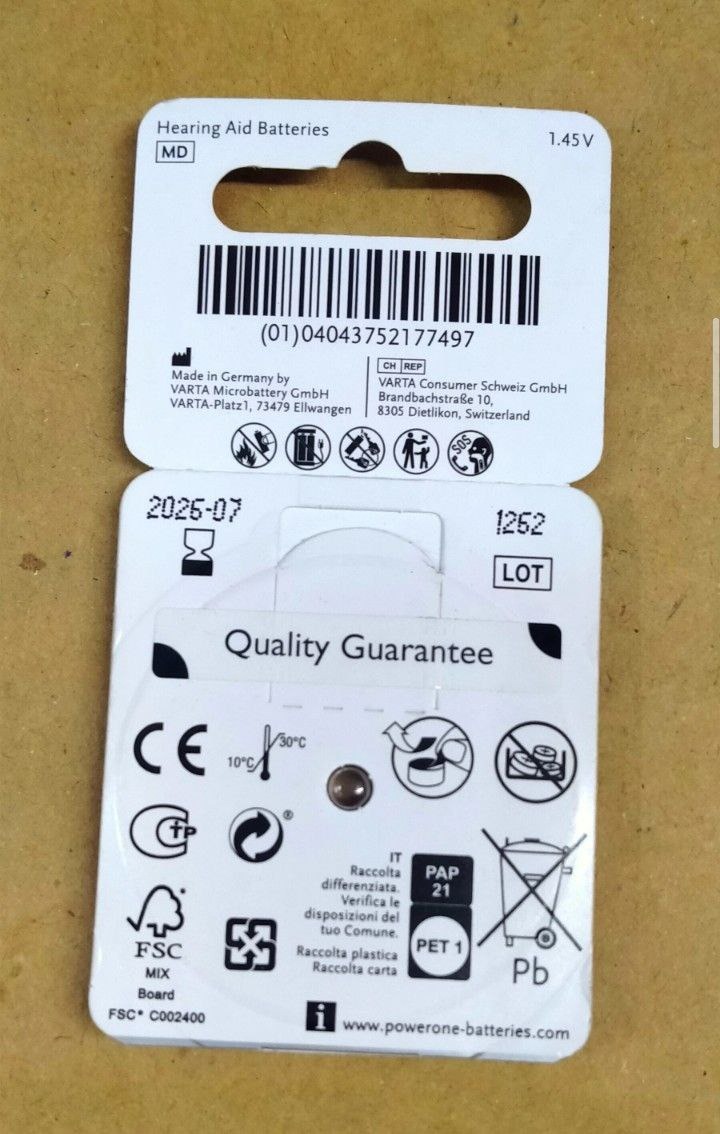 Hearing Aid Batteries
1.45V
MD
(01)04043752177497
Made in Germany by
VARTA Microbattery GmbH
VARTA-Platz1, 73479 Ellwangen
CH REP
VARTA Consumer Schweiz GmbH
Brandbachstraße 10,
8305 Dietlikon, Switzerland
SOS
2026-07
1262
LOT
Quality Guarantee
CE
10°C
30°C
®
IT
Raccolta
differenziata.
Verifica le
disposizioni del
tuo Comune.
Raccolta plastica
Raccolta carta
PAP
21
PET 1
Pb
FSC
MIX
Board
FSC® C002400
i www.powerone-batteries.com